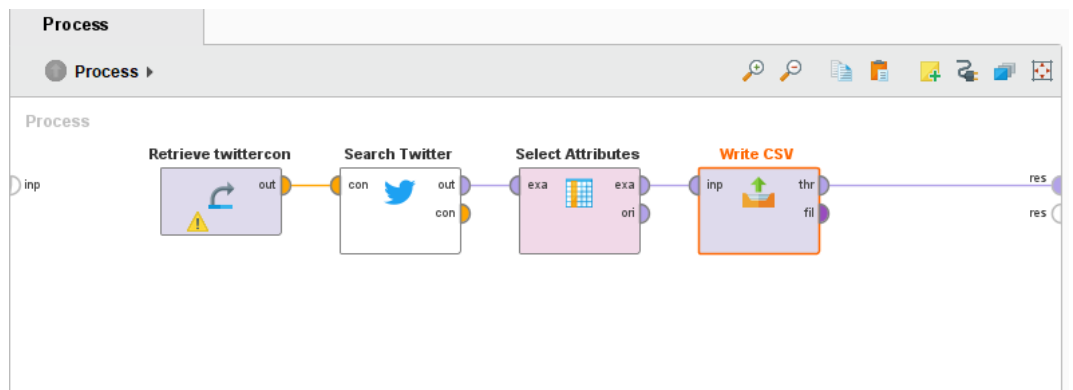 Process
Process
Process
Retrieve twittercon
Search Twitter
Select Attributes
Write CSV
inp
out
con
out
con
exa
exa
ori
inp
thr
fil
res
res